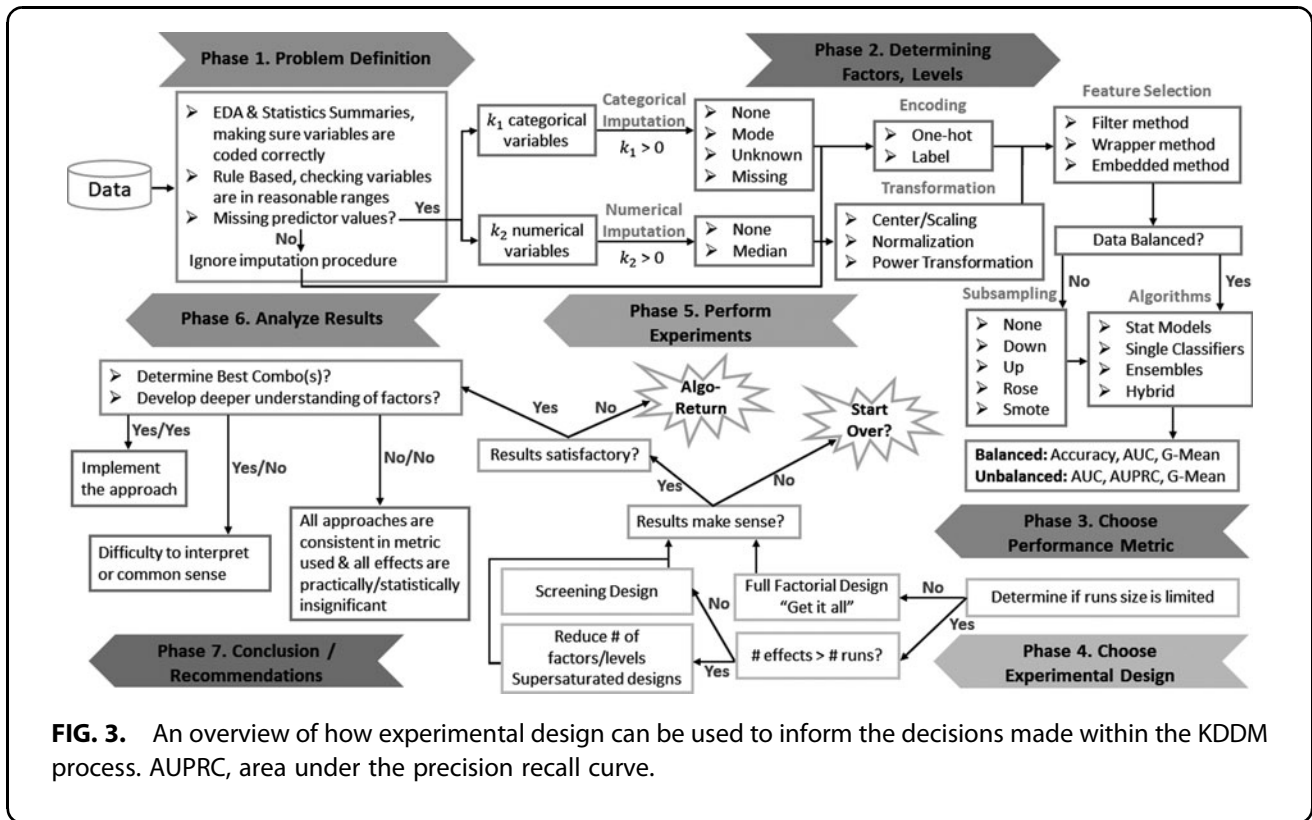 Phase 1. Problem Definition
Phase 2. Determining
Factors, Levels
Data
➤ EDA & Statistics Summaries,
making sure variables are
coded correctly
➤ Rule Based, checking variables
are in reasonable ranges
➤ Missing predictor values?
Yes
No
Ignore imputation procedure
k₁ categorical
variables
Categorical
Imputation
k₁ > 0
➤ None
➤ Mode
➤ Unknown
➤ Missing
k₂ numerical
variables
Numerical
Imputation
k₂ > 0
➤ None
➤ Median
Encoding
➤ One-hot
➤ Label
Transformation
➤ Center/Scaling
➤ Normalization
➤ Power Transformation
Feature Selection
➤ Filter method
➤ Wrapper method
➤ Embedded method
Data Balanced?
No
Yes
Subsampling
➤ None
➤ Down
➤ Up
➤ Rose
➤ Smote
Algorithms
➤ Stat Models
➤ Single Classifiers
➤ Ensembles
➤ Hybrid
Balanced: Accuracy, AUC, G-Mean
Unbalanced: AUC, AUPRC, G-Mean
Phase 3. Choose
Performance Metric
Determine if runs size is limited
No
Yes
Phase 4. Choose
Experimental Design
Full Factorial Design
"Get it all"
# effects > # runs?
No
Yes
Screening Design
Reduce # of
factors/levels
Supersaturated designs
Phase 5. Perform
Experiments
Results make sense?
Yes
No
Start
Over?
Results satisfactory?
Yes
No
Algo-
Return
Phase 6. Analyze Results
➤ Determine Best Combo(s)?
➤ Develop deeper understanding of factors?
Yes/Yes
Yes/No
No/No
Implement
the approach
Difficulty to interpret
or common sense
All approaches are
consistent in metric
used & all effects are
practically/statistically
insignificant
Phase 7. Conclusion /
Recommendations
FIG. 3. An overview of how experimental design can be used to inform the decisions made within the KDDM
process. AUPRC, area under the precision recall curve.